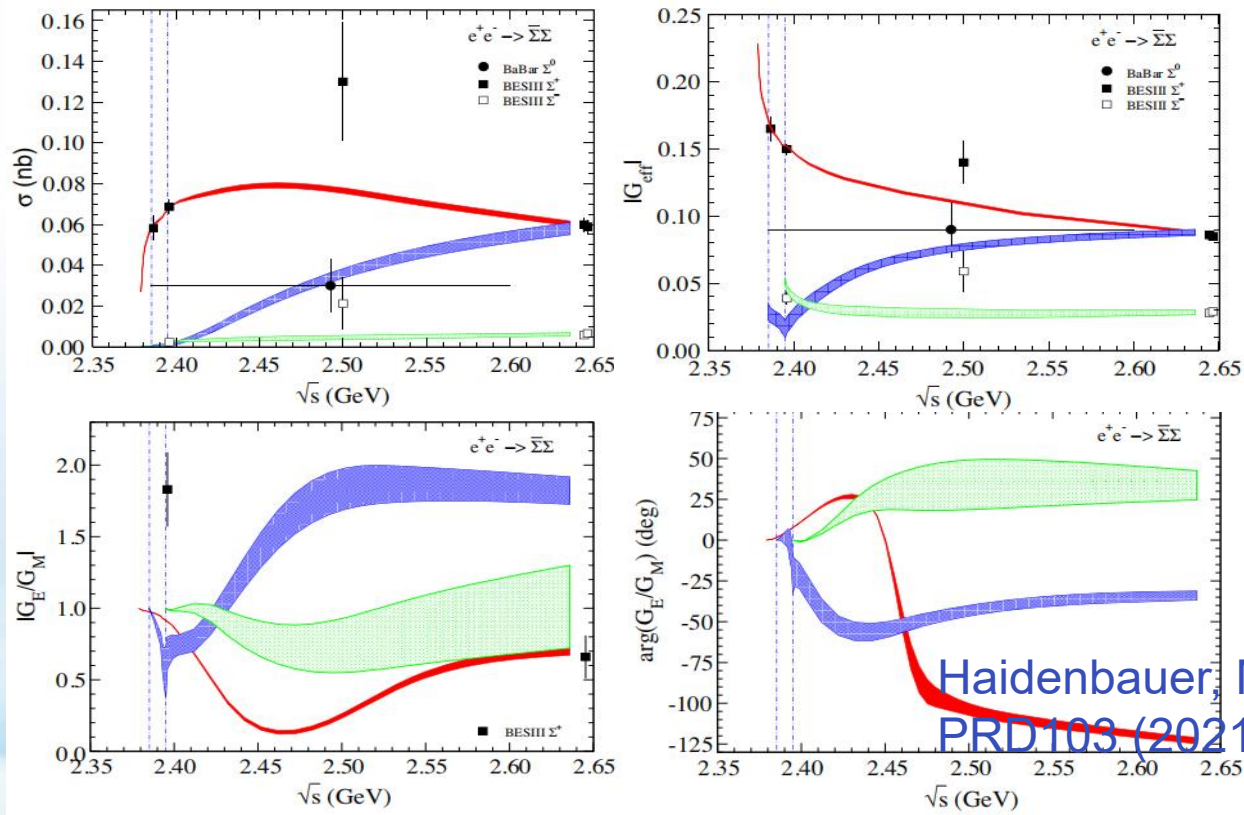 e⁺e⁻ -> Σ̅Σ
BaBar Σ⁰
BESIII Σ⁺
BESIII Σ⁻
σ (nb)
0.16
0.14
0.12
0.10
0.08
0.06
0.04
0.02
0.00
2.35 2.40 2.45 2.50 2.55 2.60 2.65
√s (GeV)
e⁺e⁻ -> Σ̅Σ
BaBar Σ⁰
BESIII Σ⁺
BESIII Σ⁻
|G_eff|
0.25
0.20
0.15
0.10
0.05
0.00
2.35 2.40 2.45 2.50 2.55 2.60 2.65
√s (GeV)
e⁺e⁻ -> Σ̅Σ
|G_E/G_M|
2.0
1.5
1.0
0.5
0.0
BESIII Σ⁺
2.35 2.40 2.45 2.50 2.55 2.60 2.65
√s (GeV)
e⁺e⁻ -> Σ̅Σ
arg(G_E/G_M) (deg)
75
50
25
0
-25
-50
-75
-100
-125
2.35 2.40 2.45 2.50 2.55 2.60 2.65
√s (GeV)
Haidenbauer,
PRD103 (2021